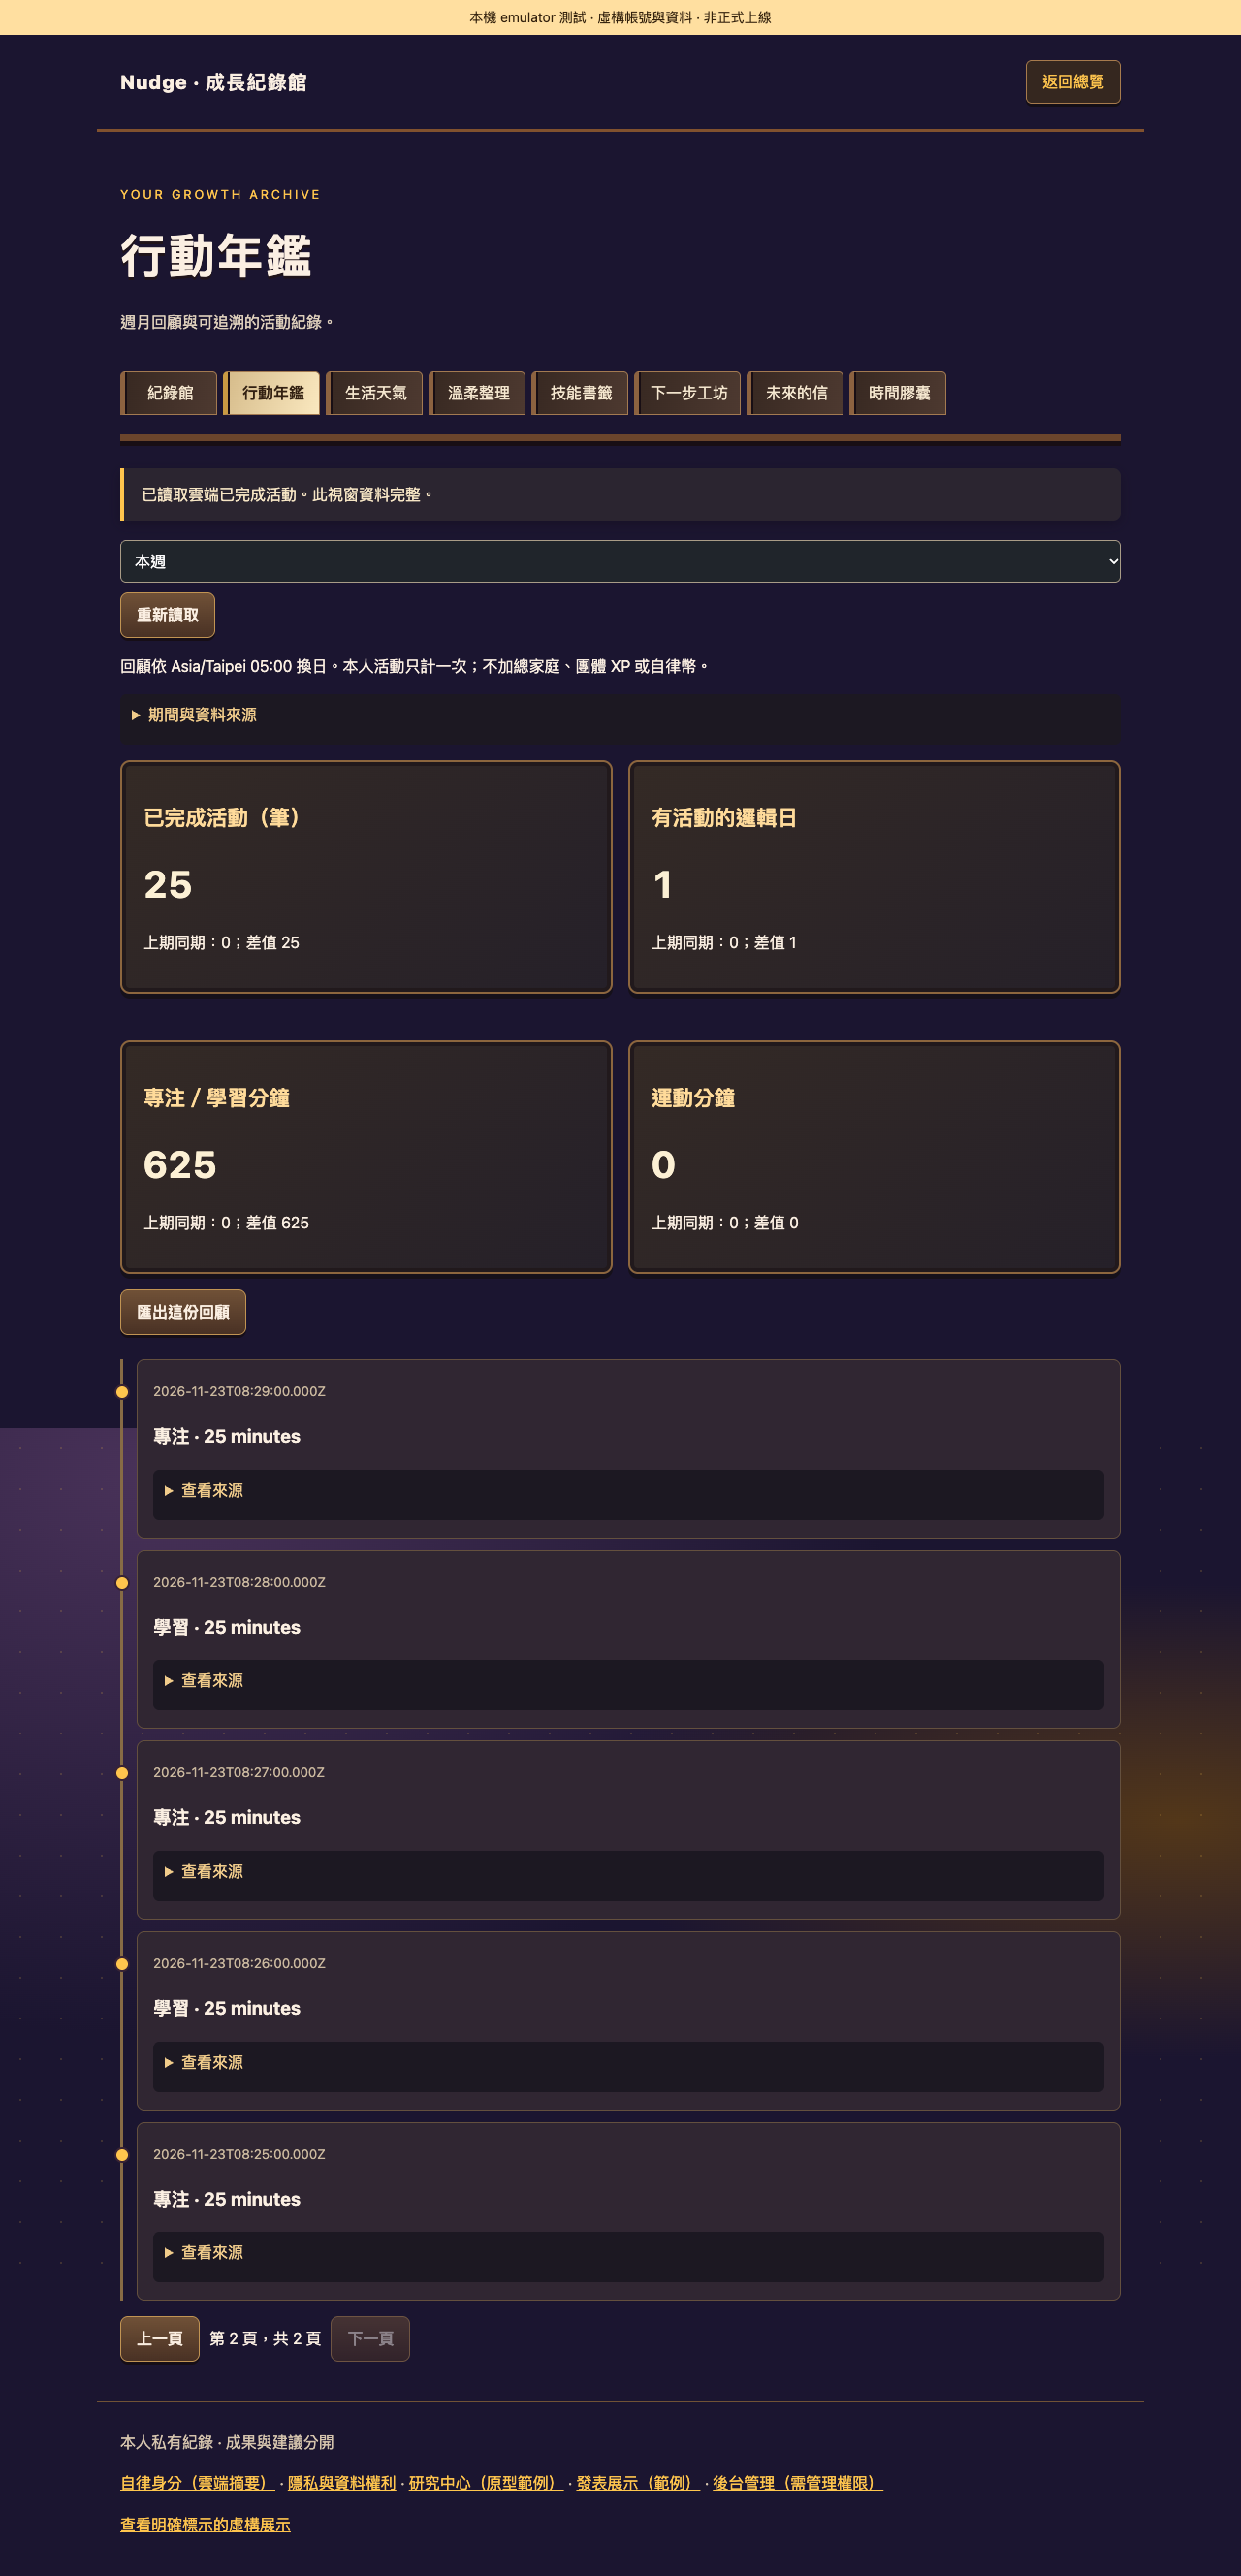 本機 emulator 測試 · 虛構帳號與資料 · 非正式上線
Nudge · 成長紀錄館
返回總覽
YOUR GROWTH ARCHIVE
行動年鑑
週月回顧與可追溯的活動紀錄。
紀錄館
行動年鑑
生活天氣
溫柔整理
技能書籤
下一步工坊
未來的信
時間膠囊
已讀取雲端已完成活動。此視窗資料完整。
本週
重新讀取
回顧依 Asia/Taipei 05:00 換日。本人活動只計一次；不加總家庭、團體 XP 或自律幣。
▶ 期間與資料來源
已完成活動（筆）
25
上期同期：0；差值 25
有活動的邏輯日
1
上期同期：0；差值 1
專注 / 學習分鐘
625
上期同期：0；差值 625
運動分鐘
0
上期同期：0；差值 0
匯出這份回顧
2026-11-23T08:29:00.000Z
專注 · 25 minutes
▶ 查看來源
2026-11-23T08:28:00.000Z
學習 · 25 minutes
▶ 查看來源
2026-11-23T08:27:00.000Z
專注 · 25 minutes
▶ 查看來源
2026-11-23T08:26:00.000Z
學習 · 25 minutes
▶ 查看來源
2026-11-23T08:25:00.000Z
專注 · 25 minutes
▶ 查看來源
上一頁 第 2 頁，共 2 頁 下一頁
本人私有紀錄 · 成果與建議分開
自律身分（雲端摘要） · 隱私與資料權利 · 研究中心（原型範例） · 發表展示（範例） · 後台管理（需管理權限）
查看明確標示的虛構展示